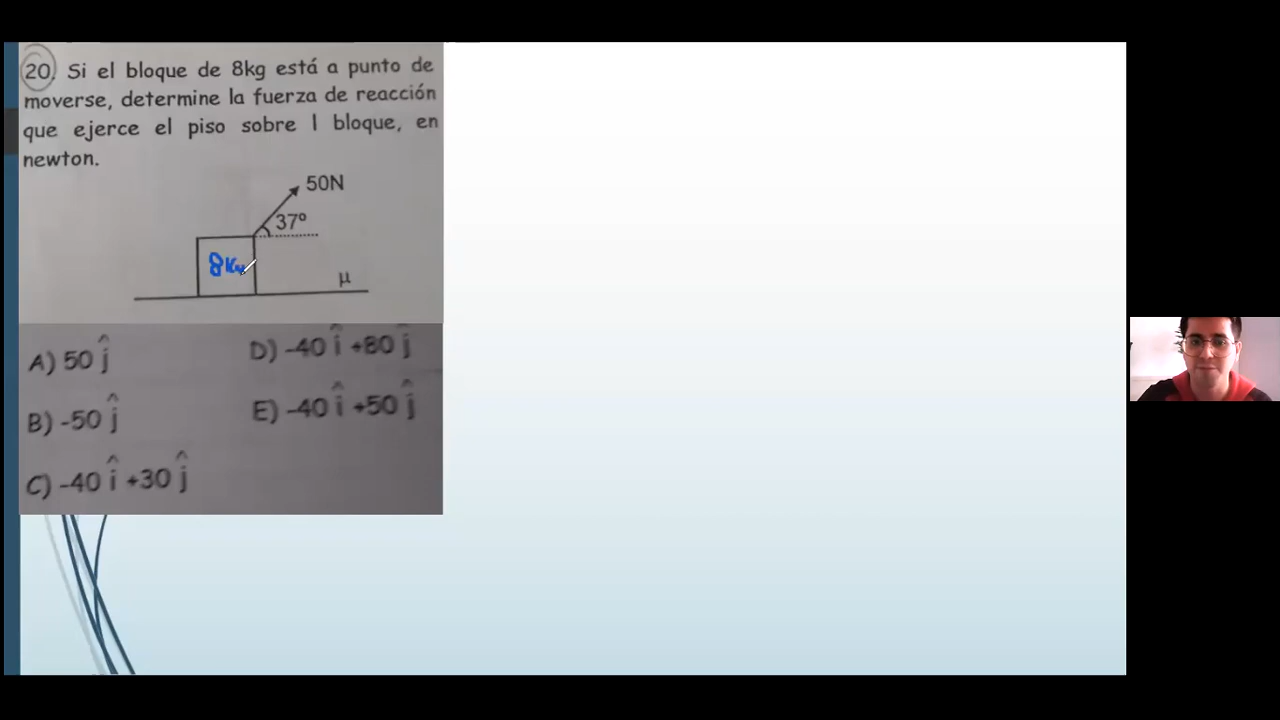 20. Si el bloque de 8kg está a punto de
moverse, determine la fuerza de reacción
que ejerce el piso sobre l bloque, en
newton.
50N
37º
8kg
μ
A) 50 ĵ
D) -40 î +80 ĵ
B) -50 ĵ
E) -40 î +50 ĵ
C) -40 î +30 ĵ